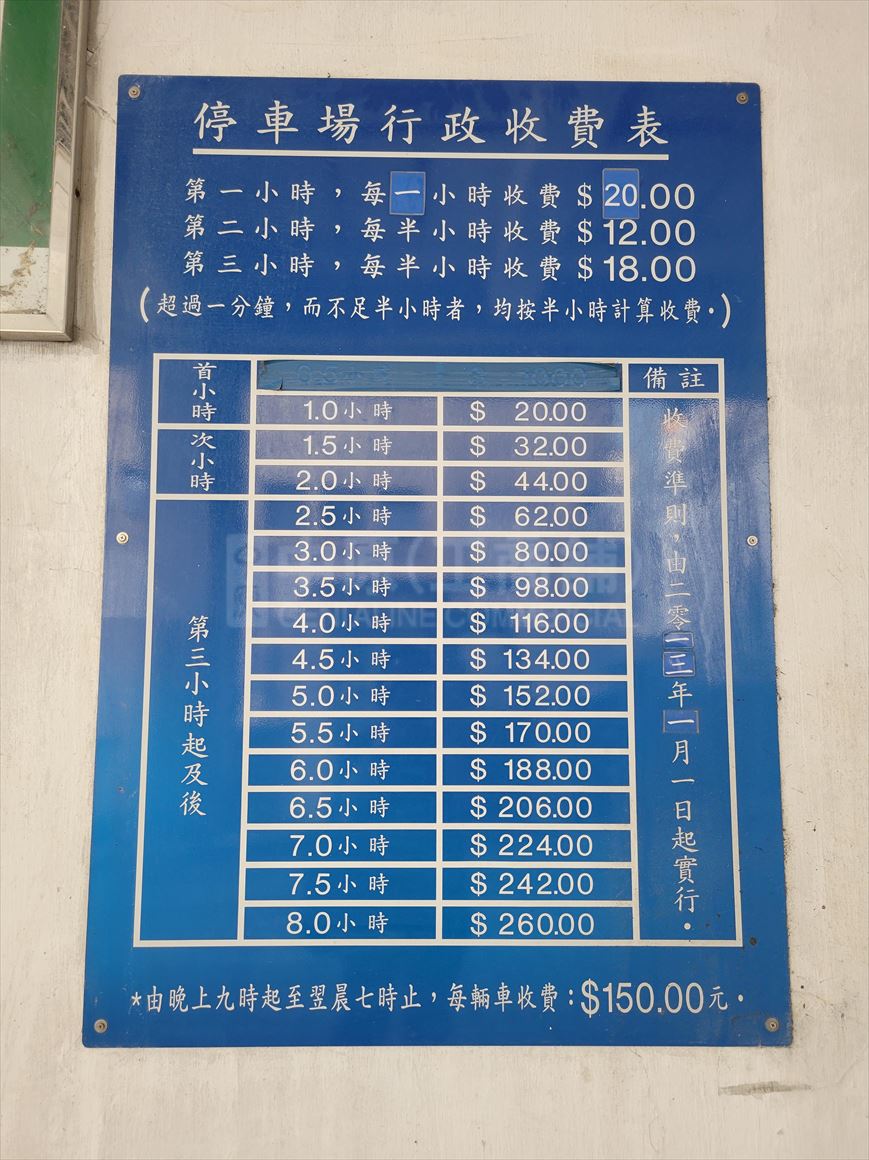 停車場行政收費表
第一小時，每一小時收費 $20.00
第二小時，每半小時收費 $12.00
第三小時，每半小時收費 $18.00
(超過一分鐘，而不足半小時者，均按半小時計算收費。)
備註
首小時
1.0小時 $ 20.00
次小時
1.5小時 $ 32.00
2.0小時 $ 44.00
第三小時起及後
2.5小時 $ 62.00
3.0小時 $ 80.00
3.5小時 $ 98.00
4.0小時 $ 116.00
4.5小時 $ 134.00
5.0小時 $ 152.00
5.5小時 $ 170.00
6.0小時 $ 188.00
6.5小時 $ 206.00
7.0小時 $ 224.00
7.5小時 $ 242.00
8.0小時 $ 260.00
收費準則，由二零一三年一月一日起實行。
*由晚上九時起至翌晨七時止，每輛車收費：$150.00元。